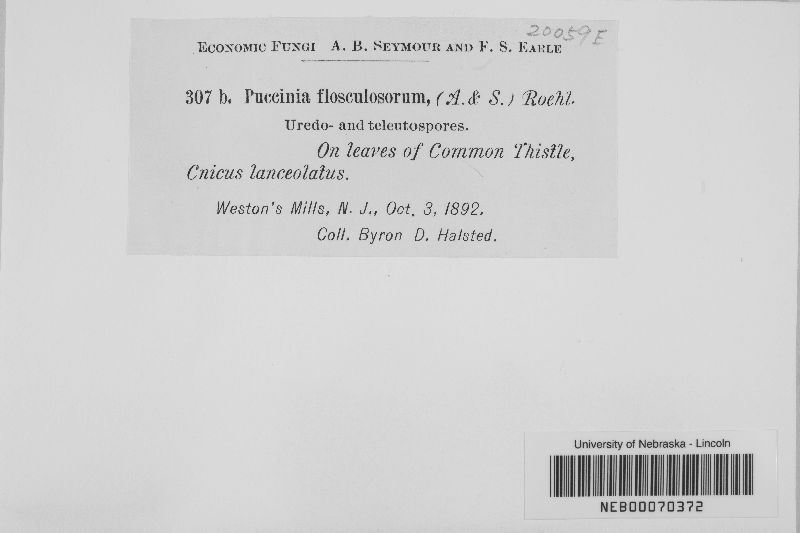 20059E
Economic Fungi A. B. Seymour and F. S. Earle
307 b. Puccinia flosculosorum, (A. & S.) Roehl.
Uredo- and teleutospores.
On leaves of Common Thistle,
Cnicus lanceolatus.
Weston's Mills, N. J., Oct. 3, 1892.
Coll. Byron D. Halsted.
University of Nebraska - Lincoln
NEB00070372